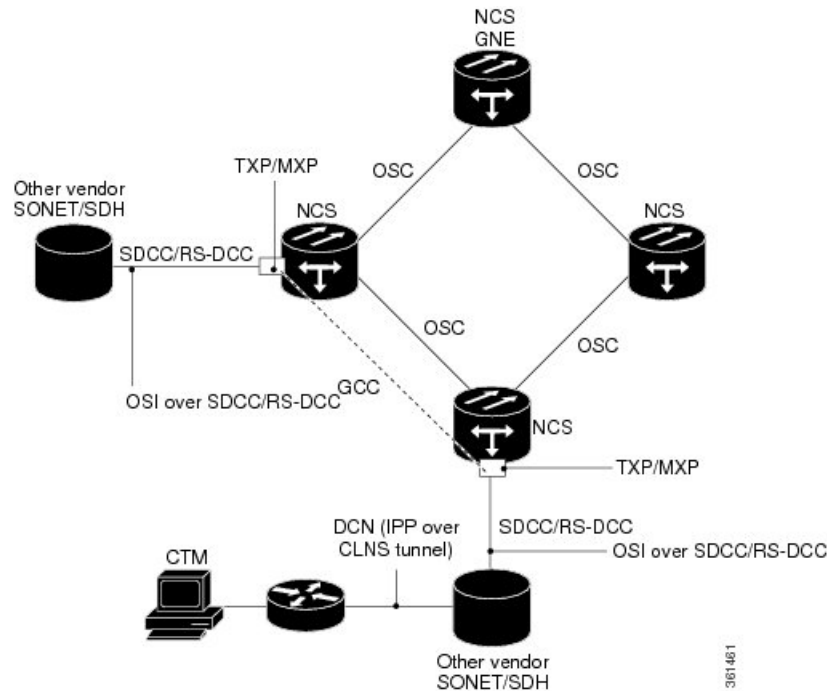 NCS
GNE
TXP/MXP
OSC
OSC
Other vendor
SONET/SDH
NCS
NCS
SDCC/RS-DCC
OSC
OSC
GCC
OSI over SDCC/RS-DCC
NCS
TXP/MXP
DCN (IPP over
CLNS tunnel)
SDCC/RS-DCC
OSI over SDCC/RS-DCC
CTM
Other vendor
SONET/SDH
361461